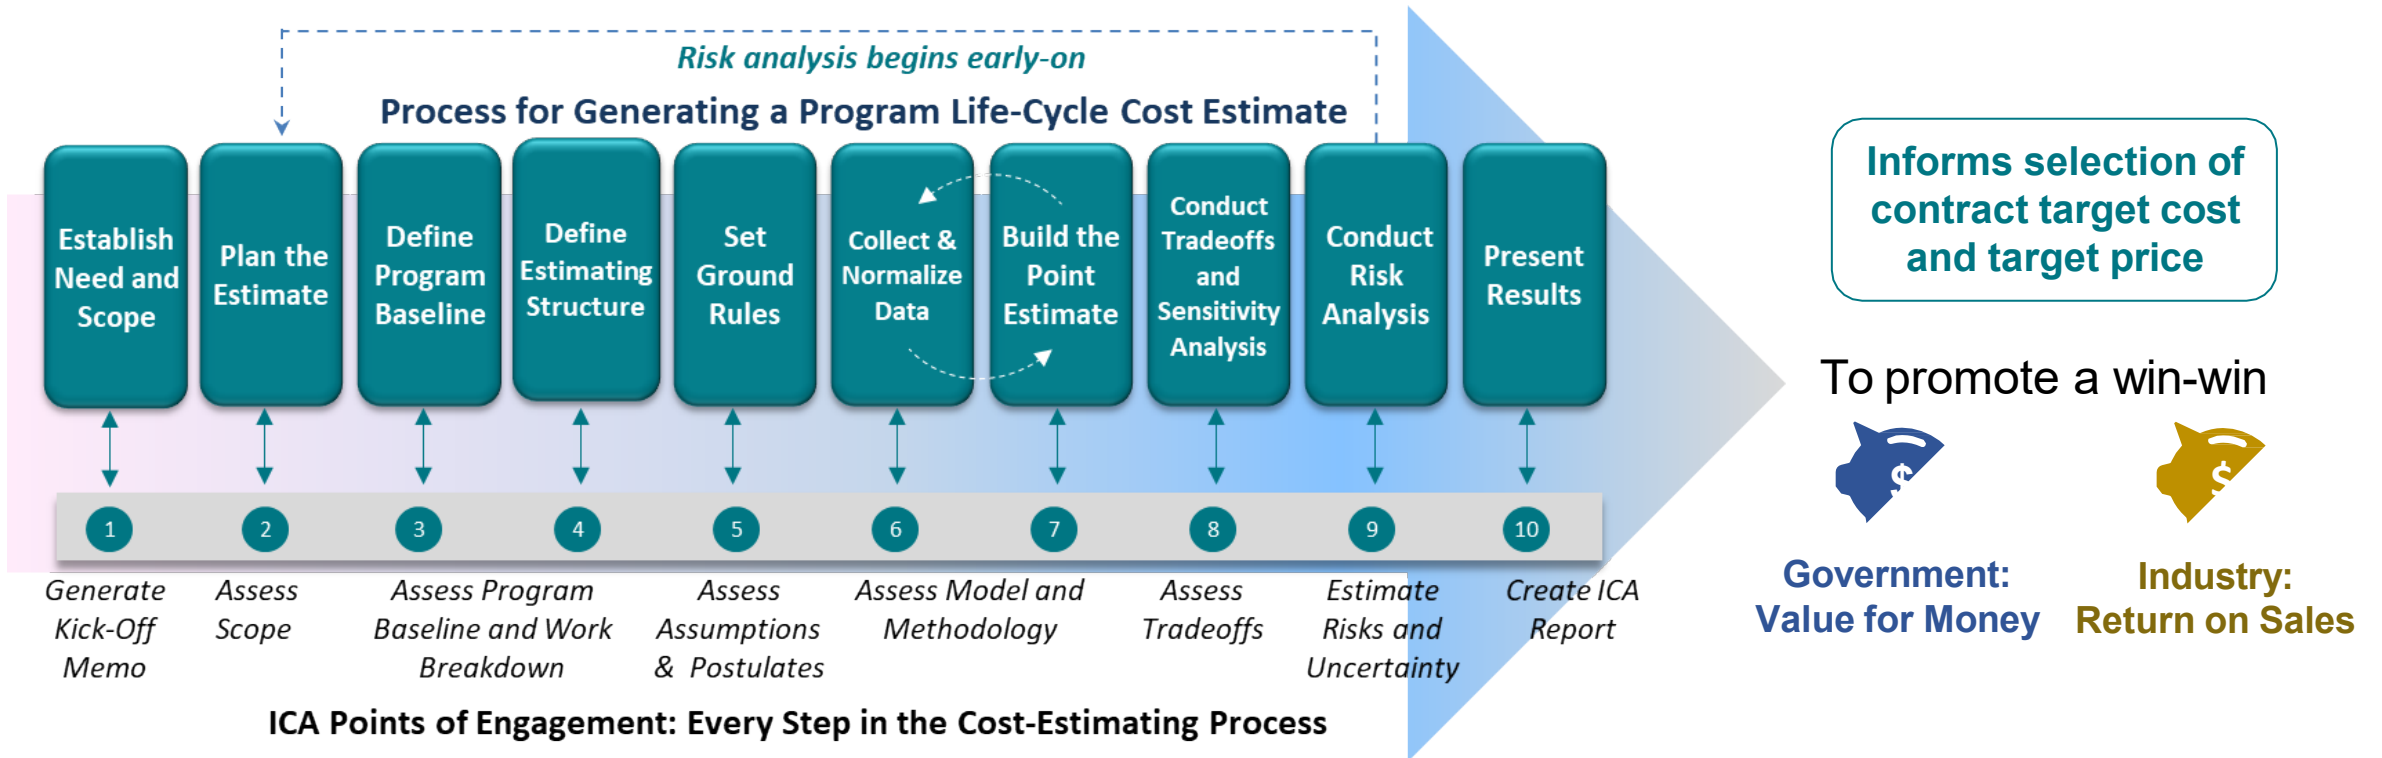 Risk analysis begins early-on
Process for Generating a Program Life-Cycle Cost Estimate
Establish
Need and
Scope
Plan the
Estimate
Define
Program
Baseline
Define
Estimating
Structure
Set
Ground
Rules
Collect &
Normalize
Data
Build the
Point
Estimate
Conduct
Tradeoffs
and
Sensitivity
Analysis
Conduct
Risk
Analysis
Present
Results
1
2
3
4
5
6
7
8
9
10
Generate
Kick-Off
Memo
Assess
Scope
Assess Program
Baseline and Work
Breakdown
Assess
Assumptions
& Postulates
Assess Model and
Methodology
Assess
Tradeoffs
Estimate
Risks and
Uncertainty
Create ICA
Report
ICA Points of Engagement: Every Step in the Cost-Estimating Process
Informs selection of
contract target cost
and target price
To promote a win-win
$
$
Government:
Value for Money
Industry:
Return on Sales